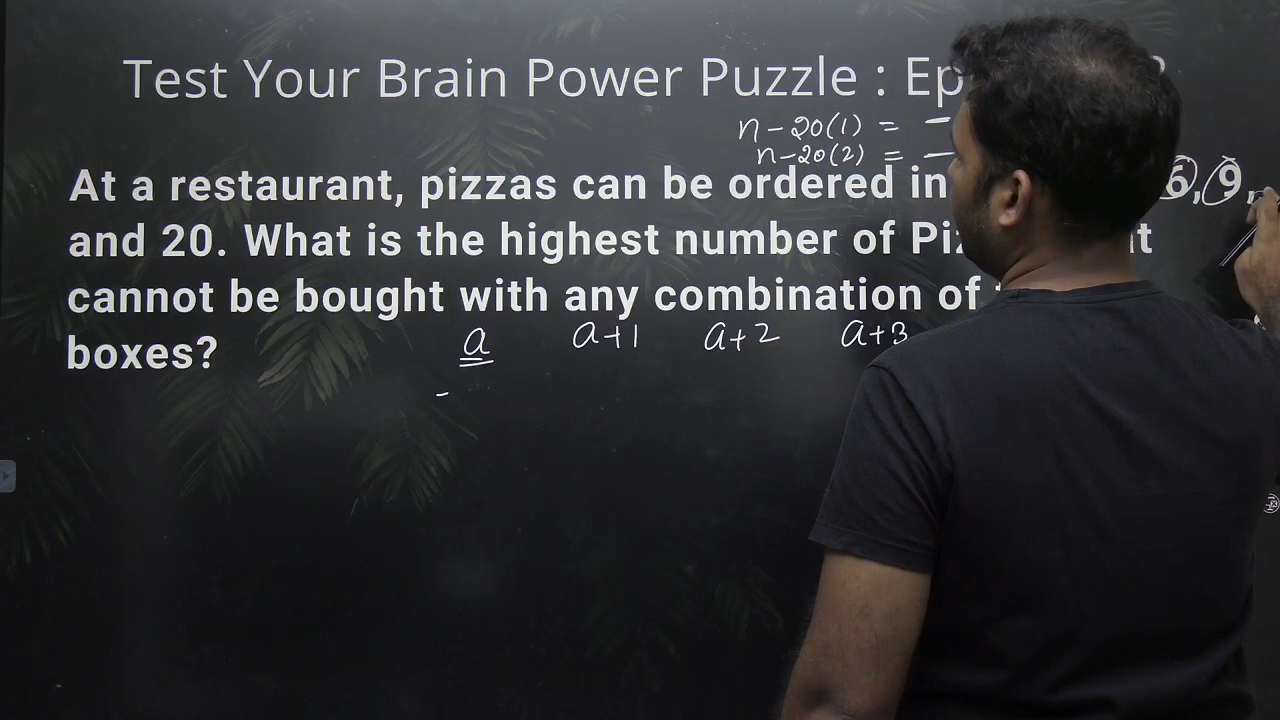 Test Your Brain Power Puzzle : Ep
n-20(1) = -
n-20(2) = -
At a restaurant, pizzas can be ordered in 6, 9,
and 20. What is the highest number of Piz
cannot be bought with any combination of
boxes?
a a+1 a+2 a+3
-